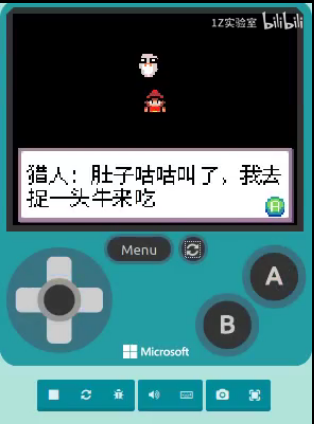 1Z实验室 bilibili
猎人：肚子咕咕叫了，我去
捉一头牛来吃
A
Menu
A
B
Microsoft